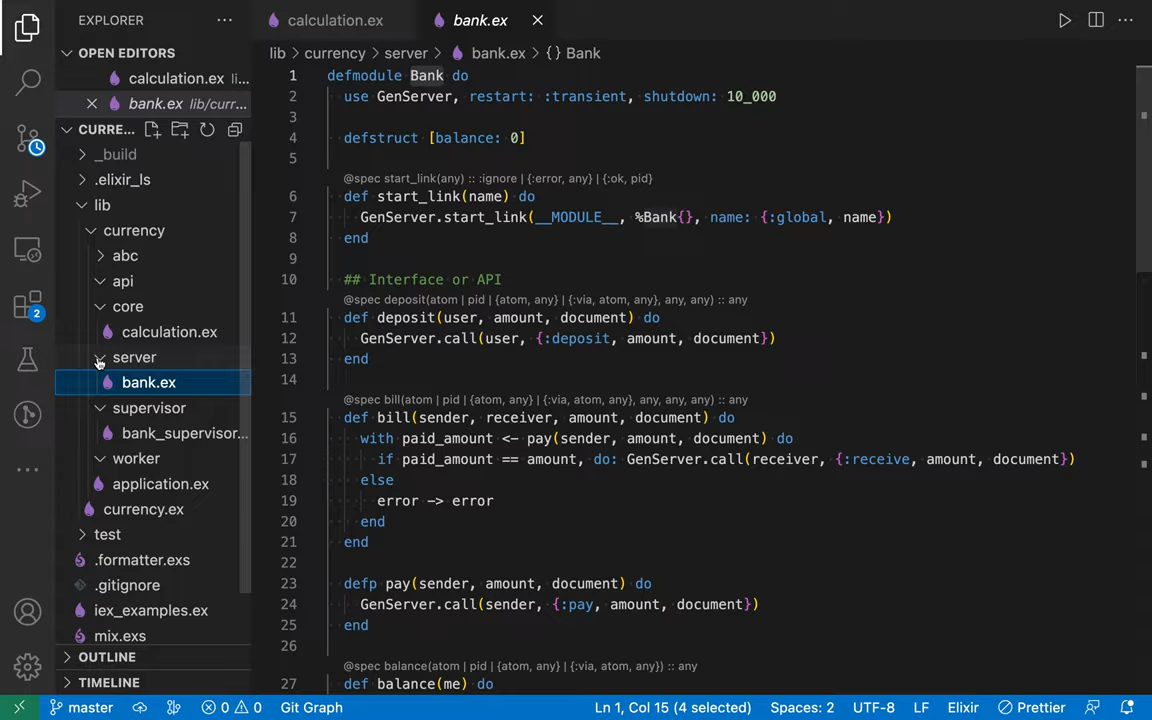 EXPLORER
OPEN EDITORS
calculation.ex li...
bank.ex lib/curr...
CURRE...
_build
.elixir_ls
lib
currency
abc
api
core
calculation.ex
server
bank.ex
supervisor
bank_supervisor...
worker
application.ex
currency.ex
test
.formatter.exs
.gitignore
iex_examples.ex
mix.exs
OUTLINE
TIMELINE
2
calculation.ex
bank.ex
lib > currency > server > bank.ex > {} Bank
1 defmodule Bank do
2 use GenServer, restart: :transient, shutdown: 10_000
3
4 defstruct [balance: 0]
5
@spec start_link(any) :: :ignore | {:error, any} | {:ok, pid}
6 def start_link(name) do
7 GenServer.start_link(__MODULE__, %Bank{}, name: {:global, name})
8 end
9
10 ## Interface or API
@spec deposit(atom | pid | {atom, any} | {:via, atom, any}, any, any) :: any
11 def deposit(user, amount, document) do
12 GenServer.call(user, {:deposit, amount, document})
13 end
14
@spec bill(atom | pid | {atom, any} | {:via, atom, any}, any, any, any) :: any
15 def bill(sender, receiver, amount, document) do
16 with paid_amount <- pay(sender, amount, document) do
17 if paid_amount == amount, do: GenServer.call(receiver, {:receive, amount, document})
18 else
19 error -> error
20 end
21 end
22
23 defp pay(sender, amount, document) do
24 GenServer.call(sender, {:pay, amount, document})
25 end
26
@spec balance(atom | pid | {atom, any} | {:via, atom, any}) :: any
27 def balance(me) do
master
0 0
Git Graph
Ln 1, Col 15 (4 selected)
Spaces: 2
UTF-8
LF
Elixir
Prettier